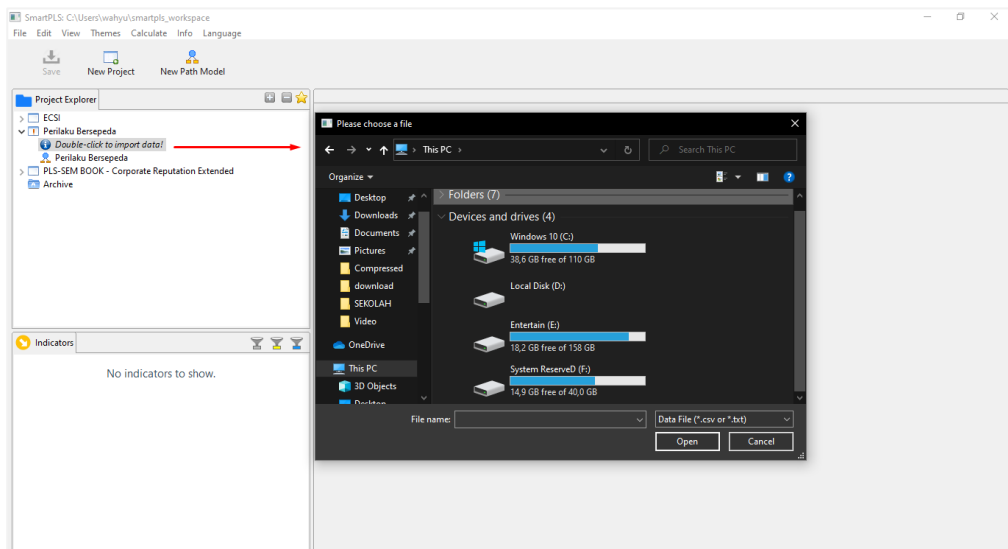 SmartPLS: C:\Users\wahyu\smartpls_workspace
File Edit View Themes Calculate Info Language
Save New Project New Path Model
Project Explorer
ECSI
Perilaku Bersepeda
Double-click to import data!
Perilaku Bersepeda
PLS-SEM BOOK - Corporate Reputation Extended
Archive
Indicators
No indicators to show.
Please choose a file
This PC
Search This PC
Organize
Desktop
Downloads
Documents
Pictures
Compressed
download
SEKOLAH
Video
OneDrive
This PC
3D Objects
Desktop
Folders (7)
Devices and drives (4)
Windows 10 (C:)
38,6 GB free of 110 GB
Local Disk (D:)
Entertain (E:)
18,2 GB free of 158 GB
System ReserveD (F:)
14,9 GB free of 40,0 GB
File name:
Data File (*.csv or *.txt)
Open Cancel